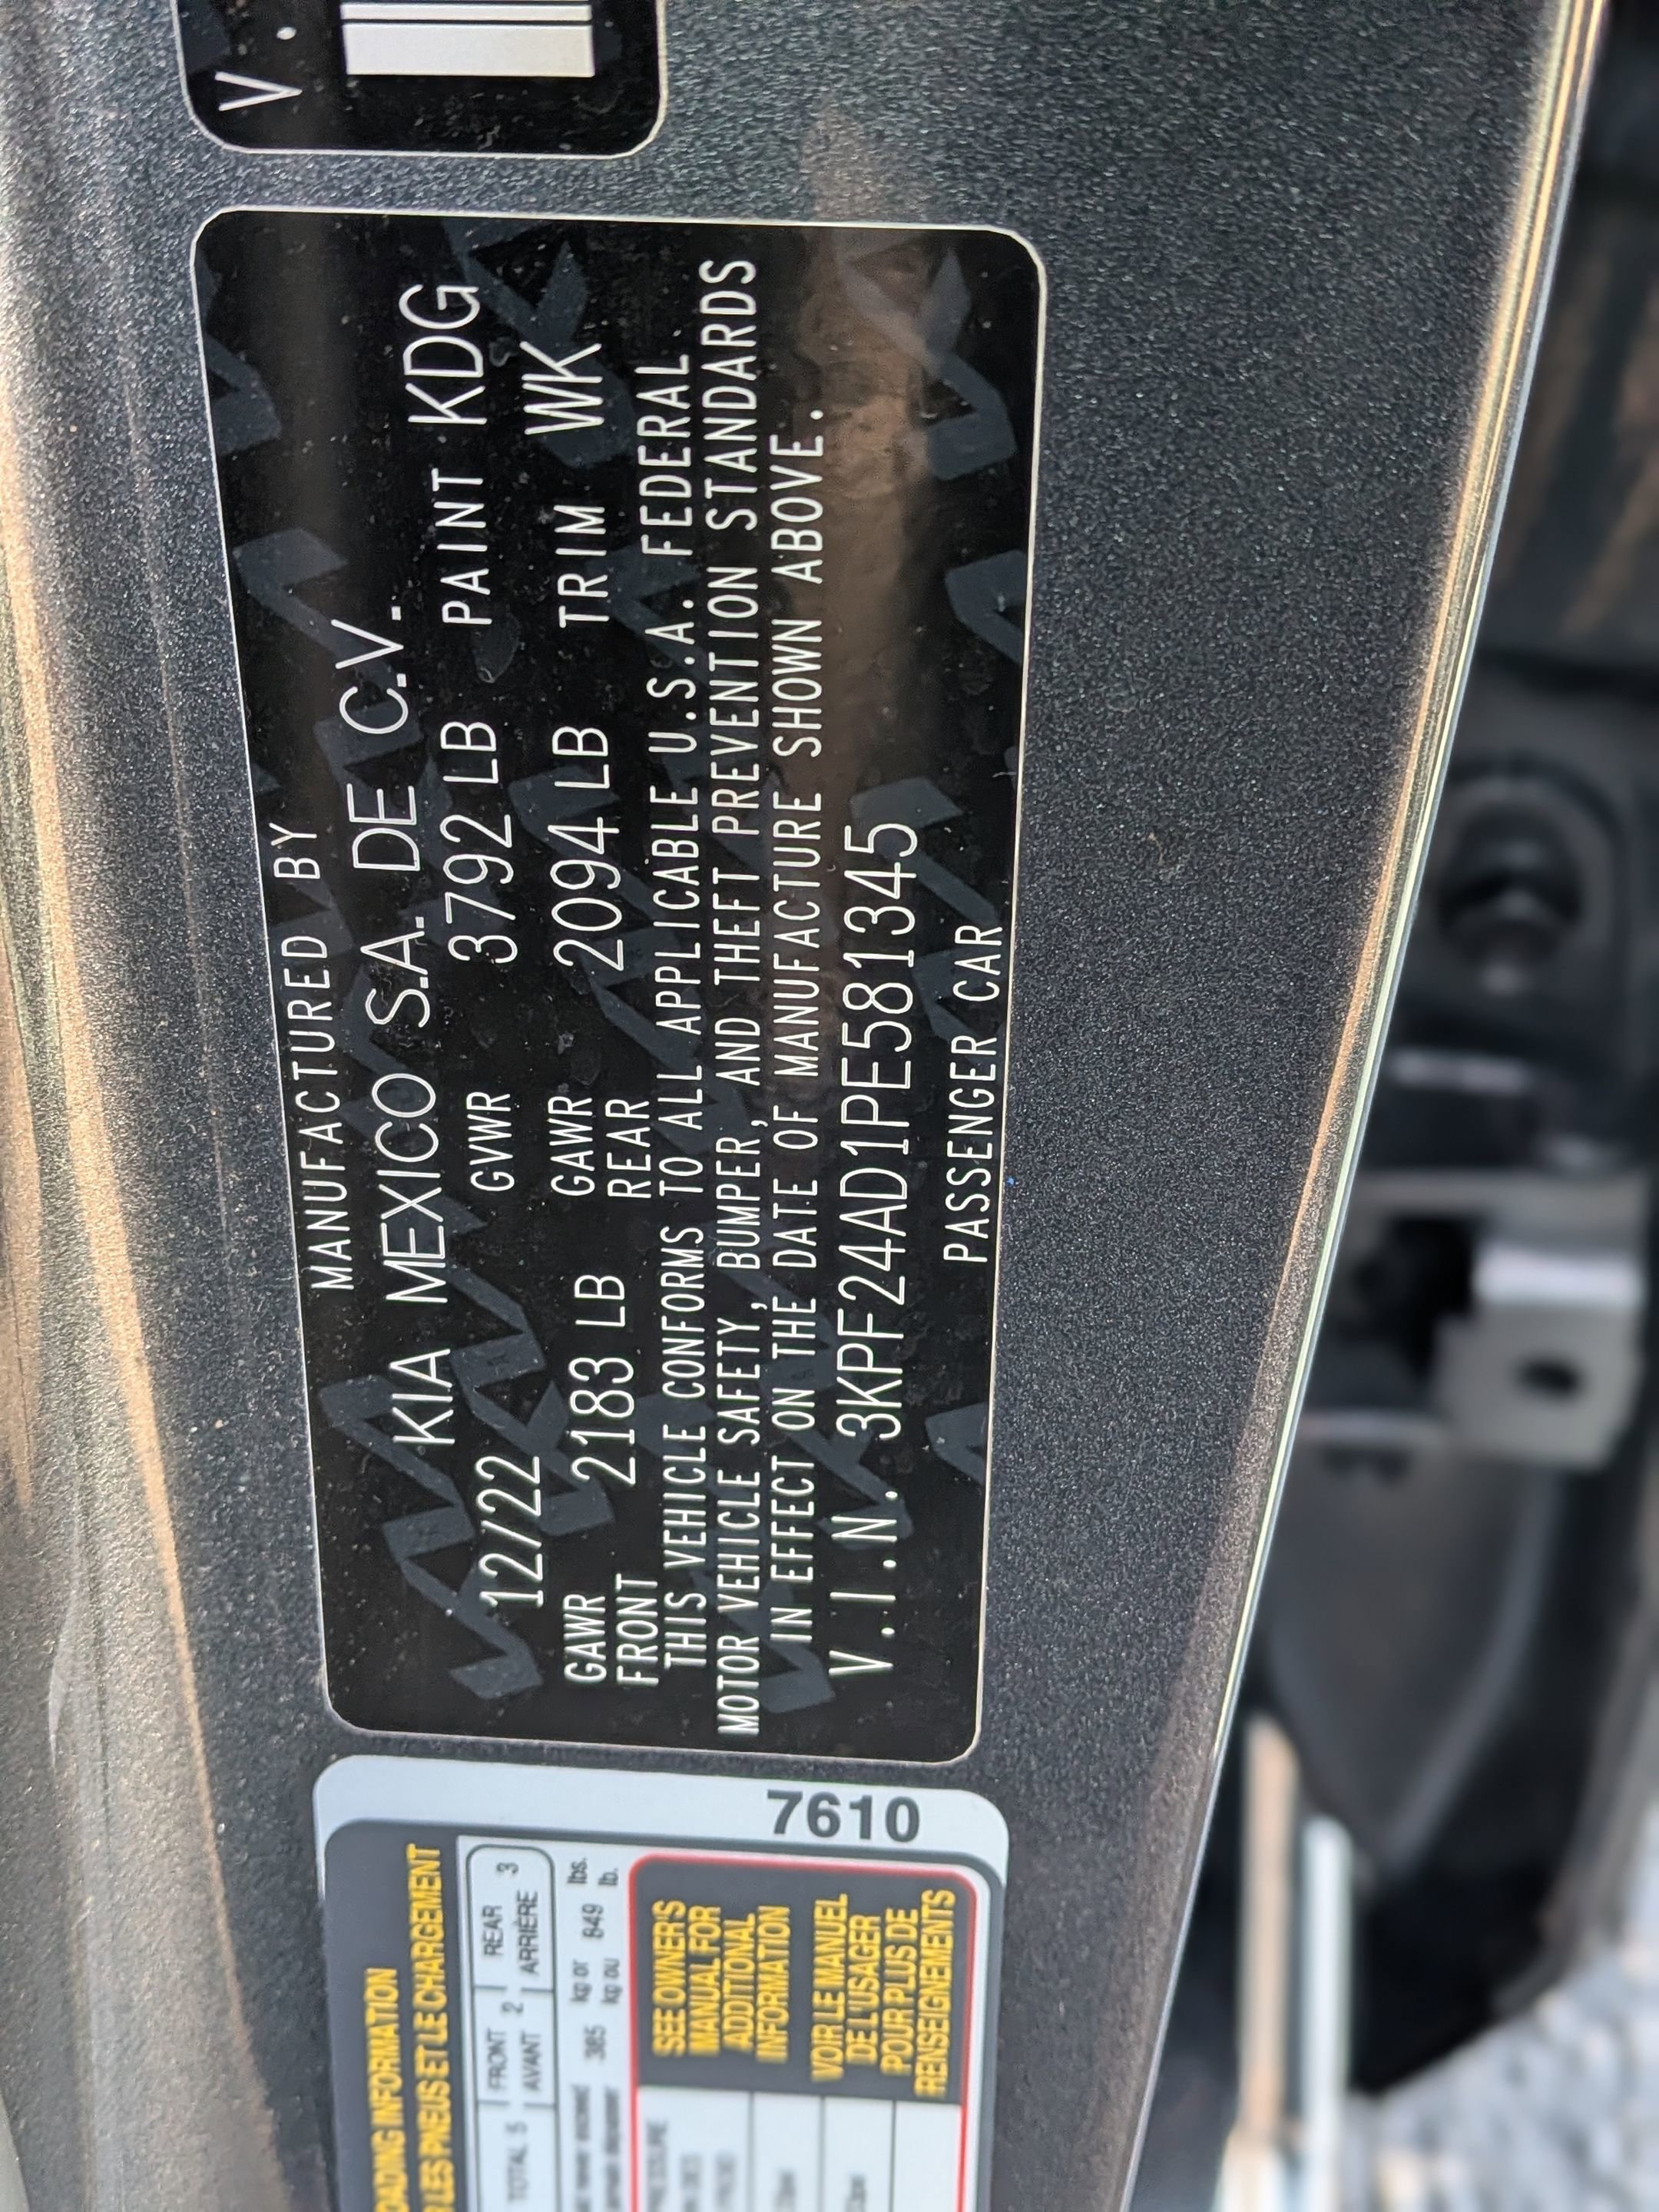 V.
MANUFACTURED BY
KIA MEXICO S.A. DE C.V.
12/22 GVWR 3792 LB PAINT KDG
GAWR FRONT 2183 LB GAWR REAR 2094 LB TRIM WK
THIS VEHICLE CONFORMS TO ALL APPLICABLE U.S.A. FEDERAL
MOTOR VEHICLE SAFETY, BUMPER, AND THEFT PREVENTION STANDARDS
IN EFFECT ON THE DATE OF MANUFACTURE SHOWN ABOVE.
V.I.N. 3KPF24AD1PE581345
PASSENGER CAR
7610
LOADING INFORMATION
LES PNEUS ET LE CHARGEMENT
TOTAL 5 FRONT 2 REAR 3
AVANT ARRIÈRE
385 kg or 849 lbs.
kg ou lb.
SEE OWNER'S
MANUAL FOR
ADDITIONAL
INFORMATION
VOIR LE MANUEL
DE L'USAGER
POUR PLUS DE
RENSEIGNEMENTS